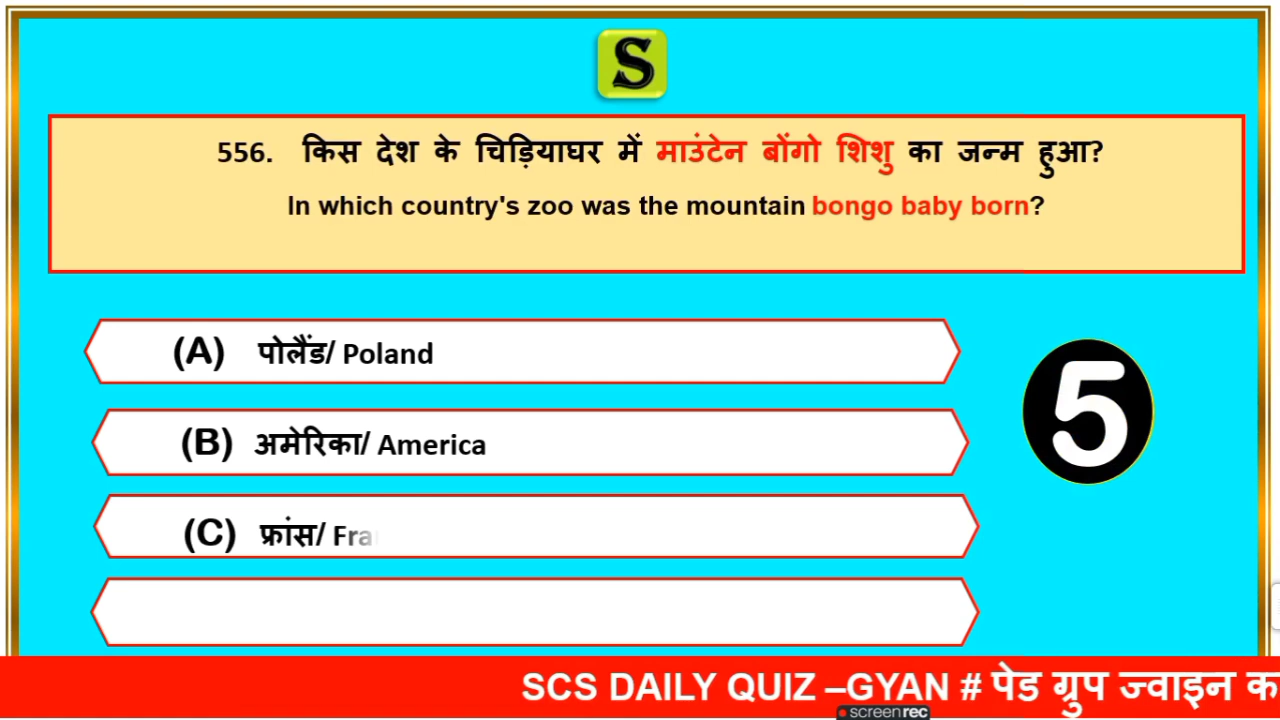 S
556. किस देश के चिड़ियाघर में माउंटेन बोंगो शिशु का जन्म हुआ?
In which country's zoo was the mountain bongo baby born?
(A) पोलैंड/ Poland
(B) अमेरिका/ America
5
(C) फ्रांस/ Fra
SCS DAILY QUIZ –GYAN # पेड ग्रुप ज्वाइन क
screenrec